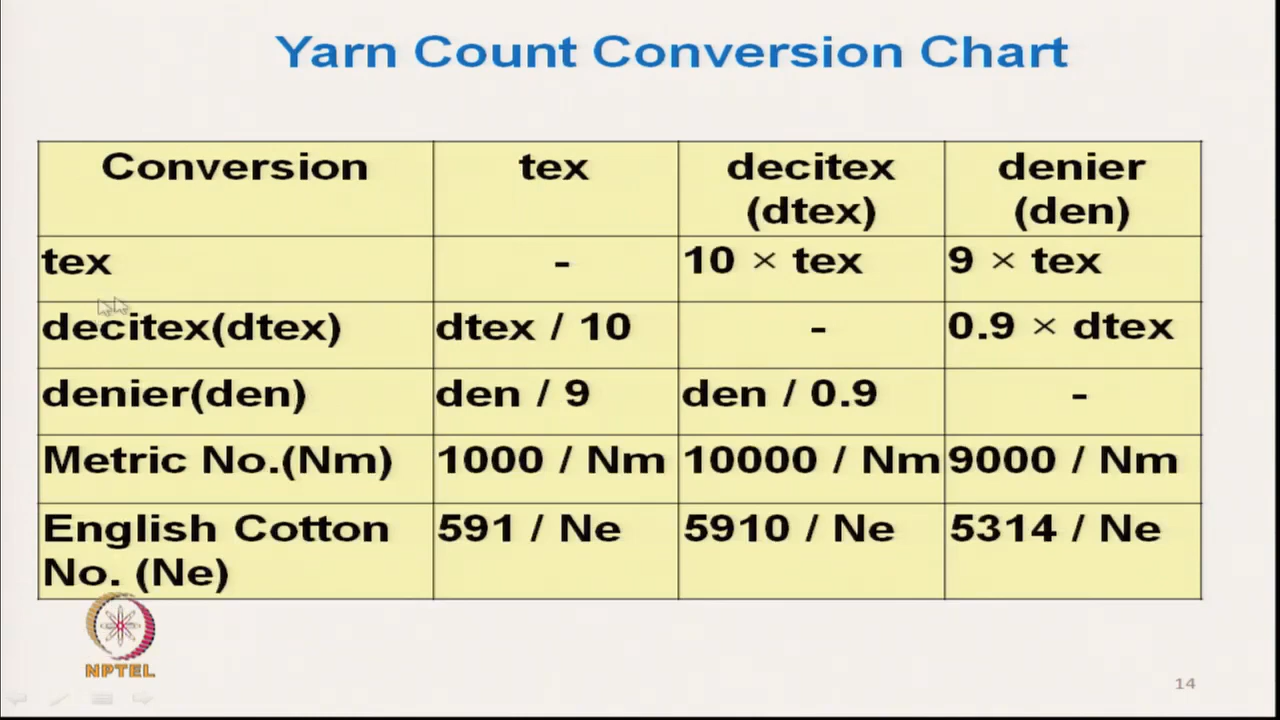 Yarn Count Conversion Chart
Conversion tex decitex (dtex) denier (den)
tex - 10 × tex 9 × tex
decitex(dtex) dtex / 10 - 0.9 × dtex
denier(den) den / 9 den / 0.9 -
Metric No.(Nm) 1000 / Nm 10000 / Nm 9000 / Nm
English Cotton No. (Ne) 591 / Ne 5910 / Ne 5314 / Ne
NPTEL
14